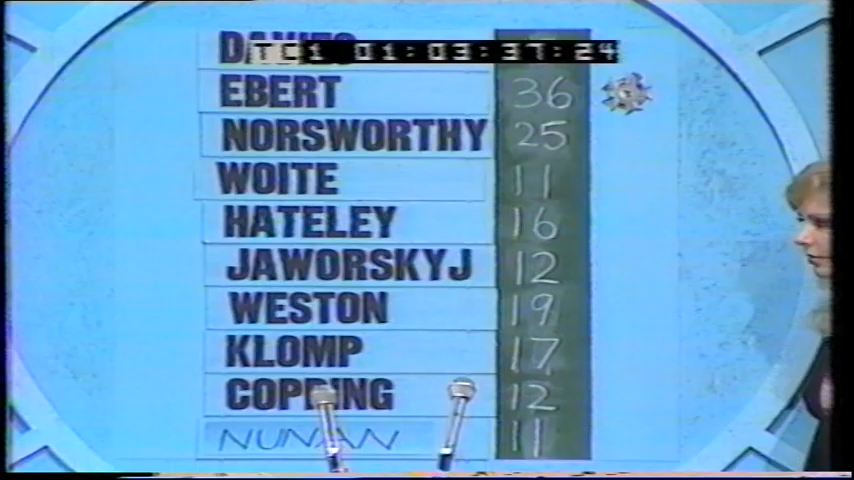 TC1 01:03:37:24
EBERT 36
NORSWORTHY 25
WOITE 11
HATELEY 16
JAWORSKYJ 12
WESTON 19
KLOMP 17
COPPING 12
NUNAN 11